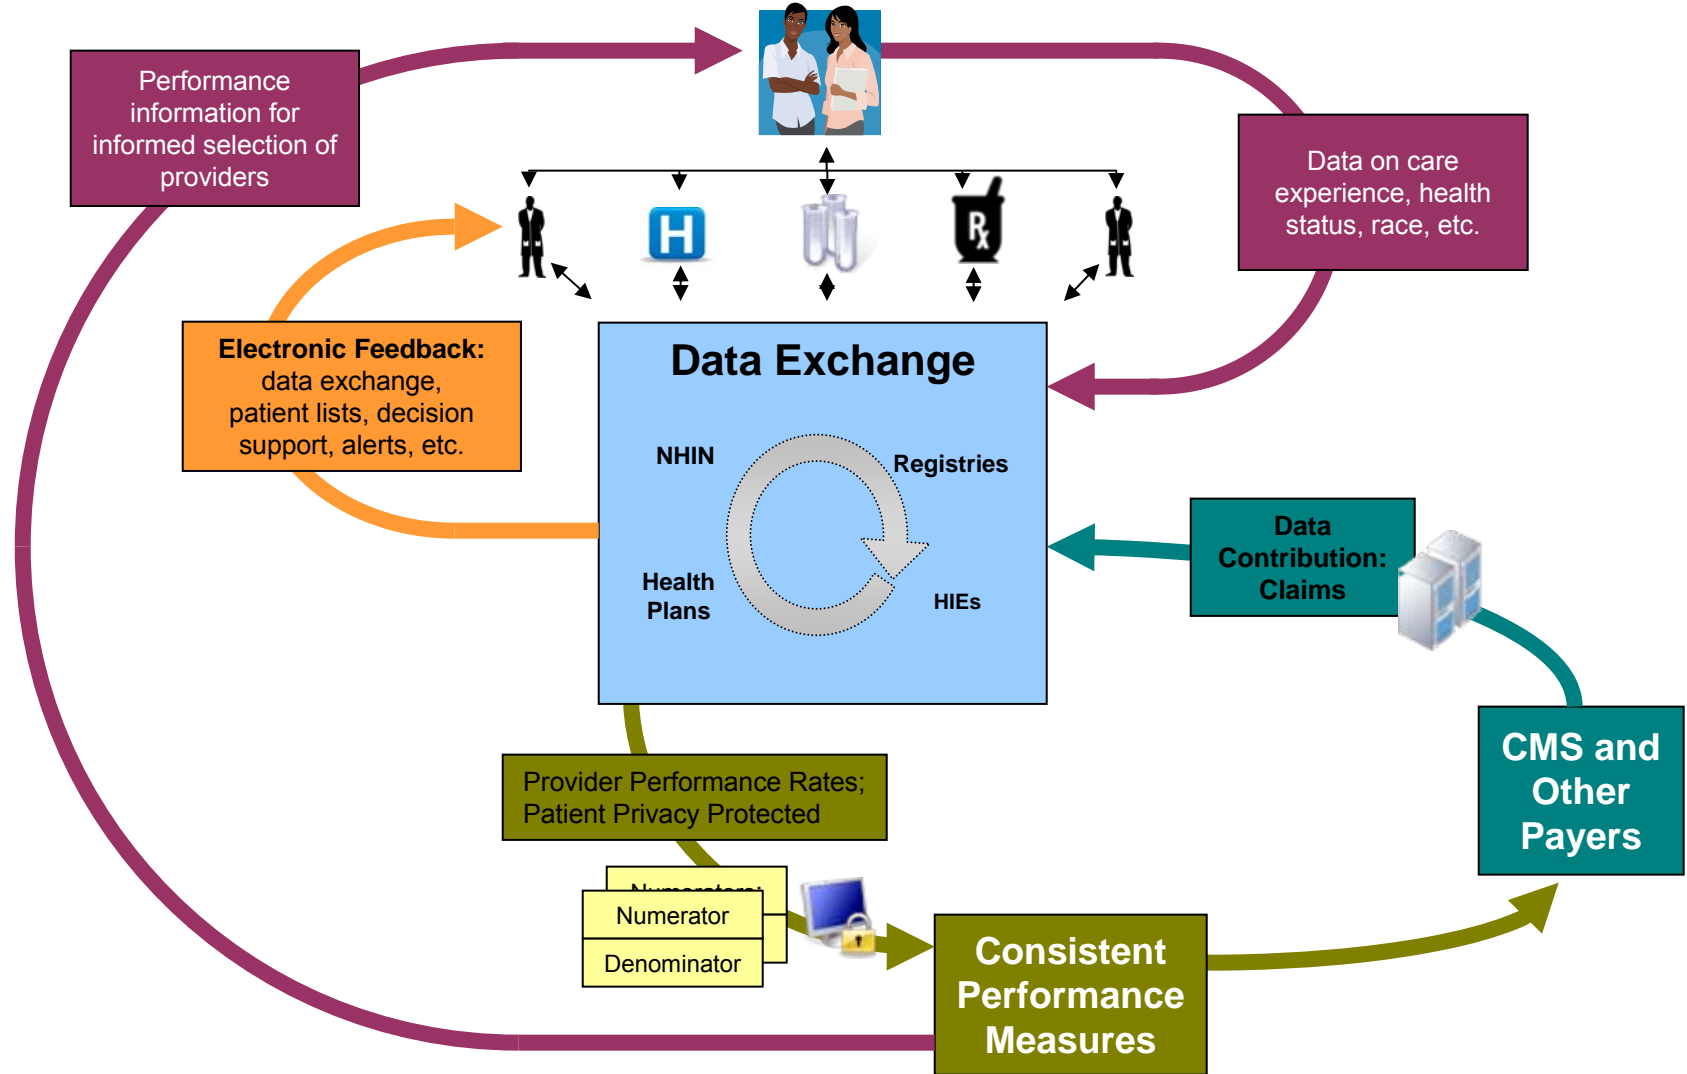 Performance
information for
informed selection of
providers
Data on care
experience, health
status, race, etc.
H
Rx
Electronic Feedback:
data exchange,
patient lists, decision
support, alerts, etc.
Data Exchange
NHIN
Registries
Health
Plans
HIEs
Data
Contribution:
Claims
CMS and
Other
Payers
Provider Performance Rates;
Patient Privacy Protected
Numerator
Denominator
Consistent
Performance
Measures